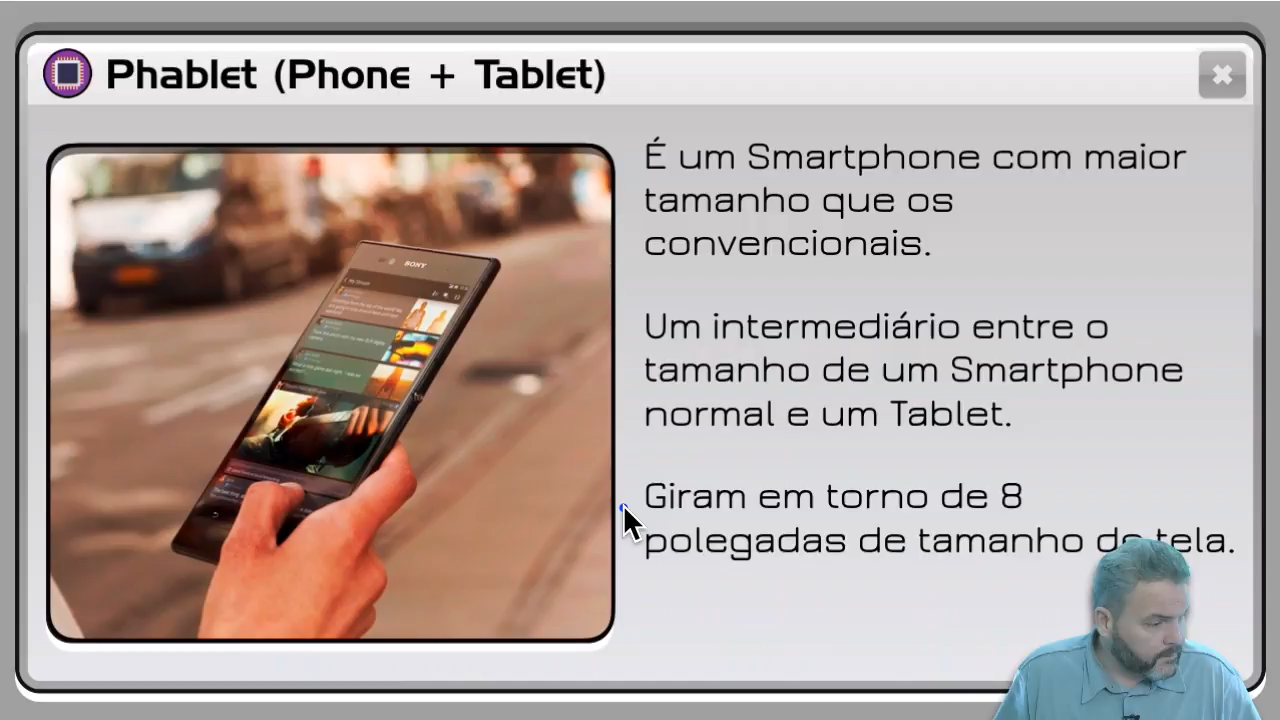 Phablet (Phone + Tablet)
É um Smartphone com maior
tamanho que os
convencionais.
Um intermediário entre o
tamanho de um Smartphone
normal e um Tablet.
Giram em torno de 8
polegadas de tamanho de tela.
SONY